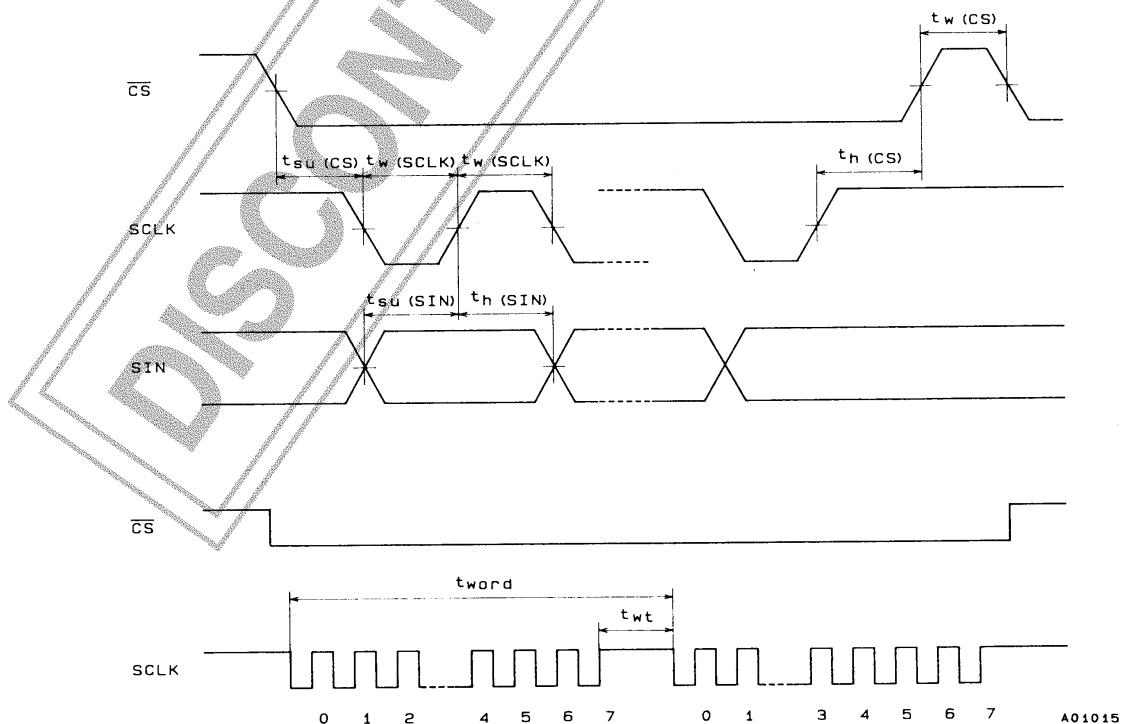 DISCONT
tw (CS)
CS
tsu (CS) tw (SCLK) tw (SCLK)
th (CS)
SCLK
tsu (SIN) th (SIN)
SIN
CS
tword
twt
SCLK
0 1 2 4 5 6 7 0 1 3 4 5 6 7
A01015